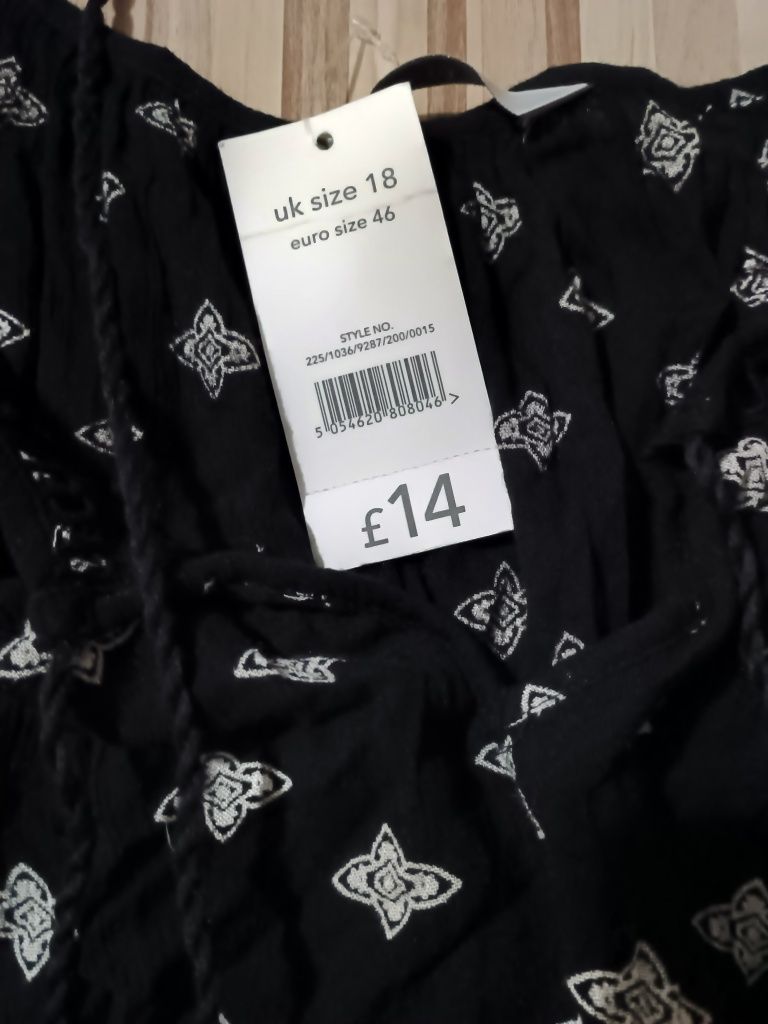 uk size 18
euro size 46
STYLE NO.
225/1036/9287/200/0015
5 054620 808046 >
£14